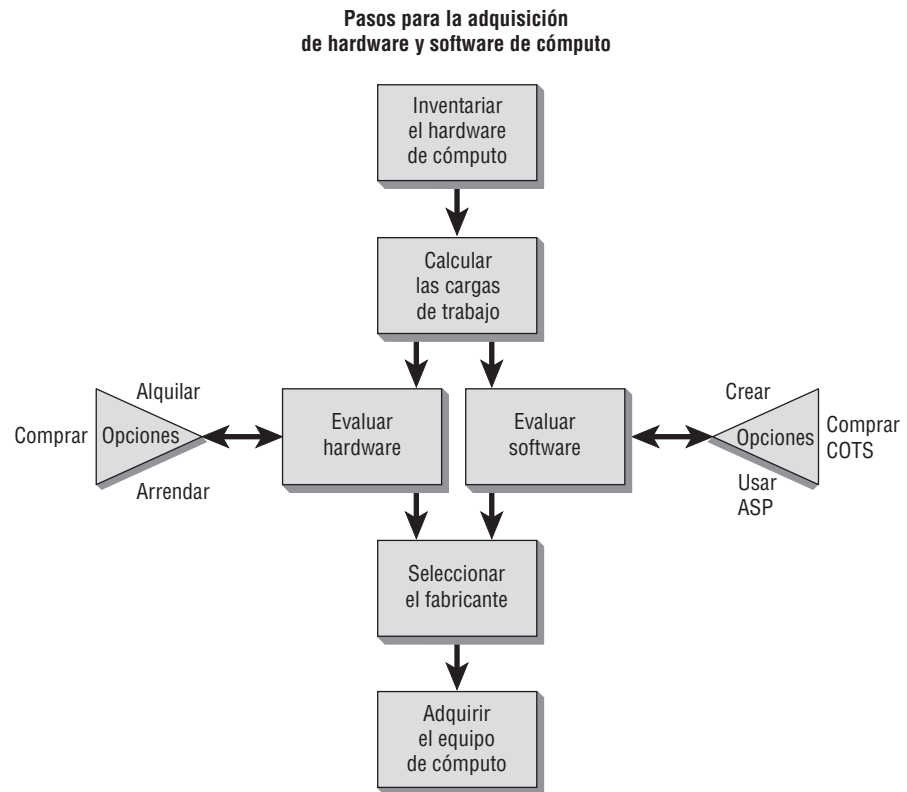 Pasos para la adquisición
de hardware y software de cómputo
Inventariar
el hardware
de cómputo
Calcular
las cargas
de trabajo
Alquilar
Comprar
Opciones
Arrendar
Evaluar
hardware
Evaluar
software
Crear
Opciones
Comprar
COTS
Usar
ASP
Seleccionar
el fabricante
Adquirir
el equipo
de cómputo